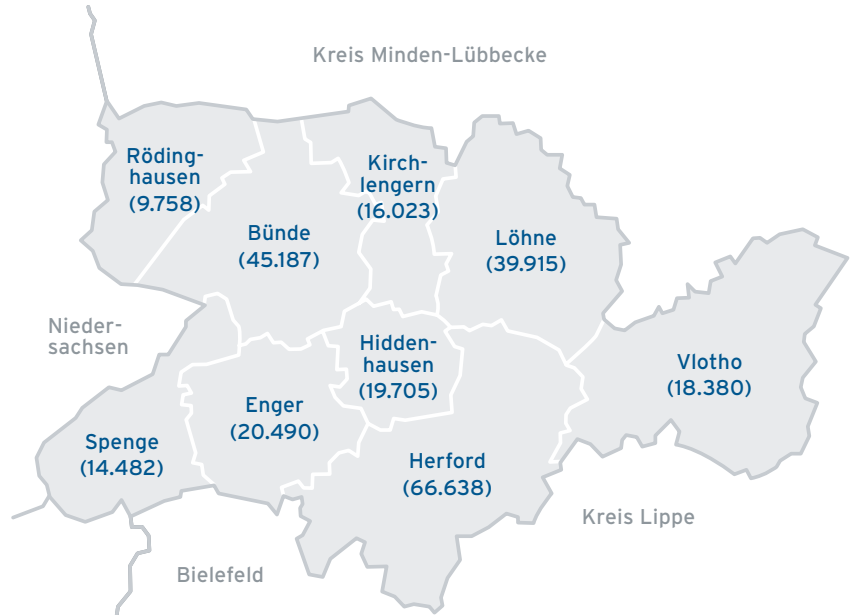 Kreis Minden-Lübbecke
Röding-
hausen
(9.758)
Kirch-
lengern
(16.023)
Bünde
(45.187)
Löhne
(39.915)
Nieder-
sachsen
Hidden-
hausen
(19.705)
Vlotho
(18.380)
Enger
(20.490)
Spenge
(14.482)
Herford
(66.638)
Kreis Lippe
Bielefeld